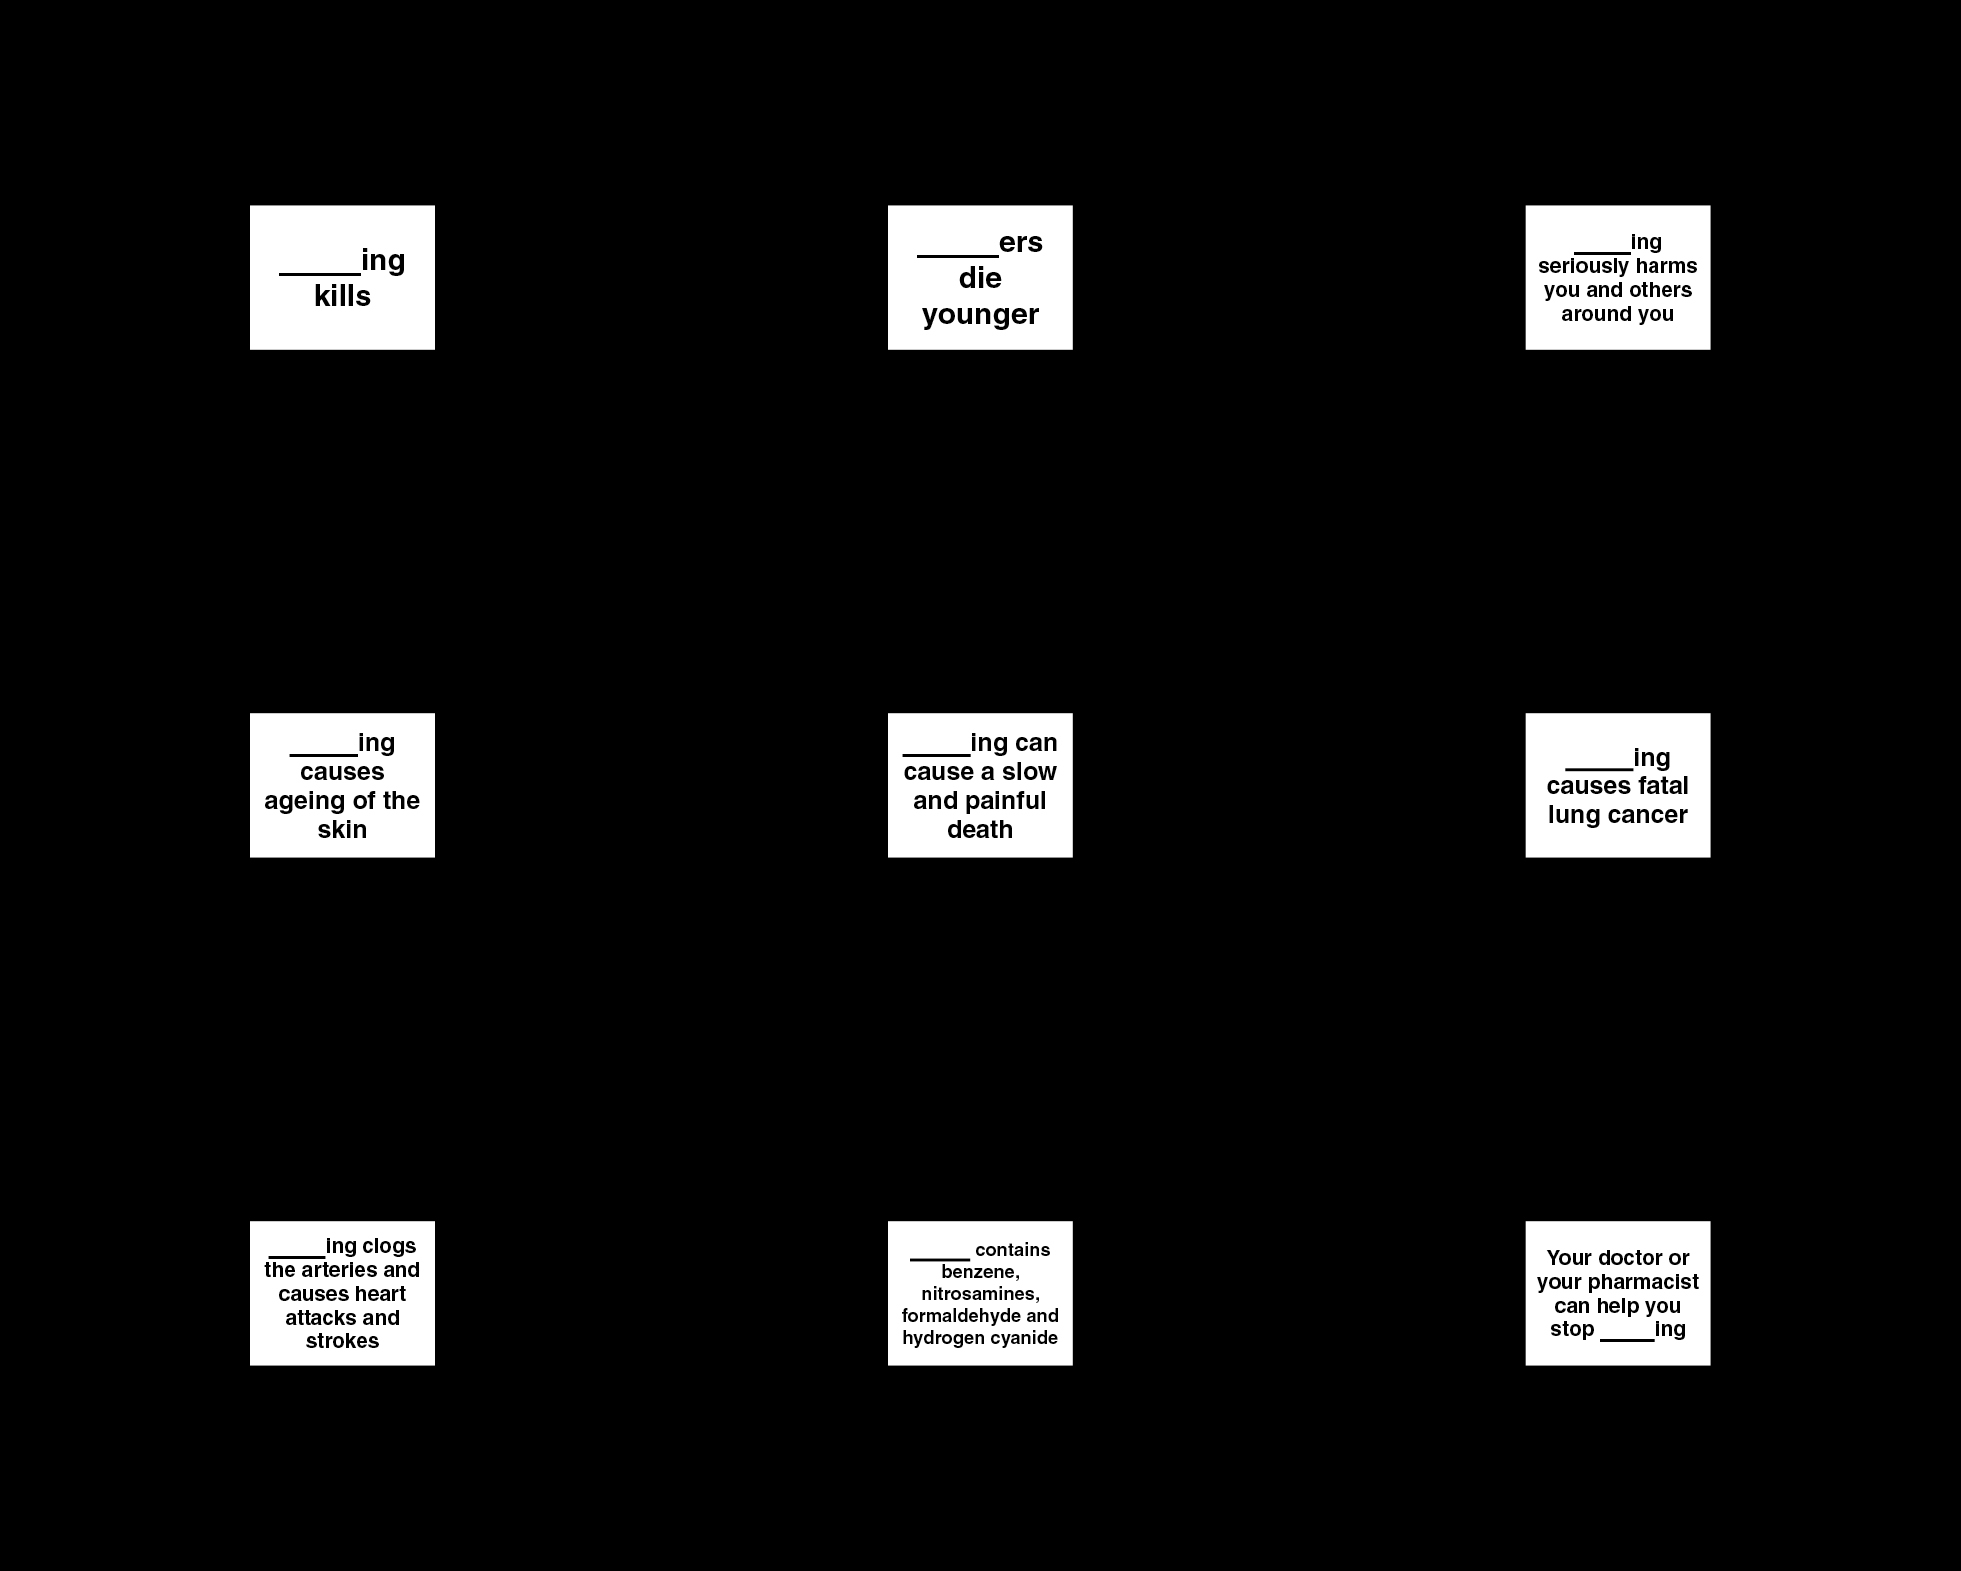 _____ing
kills
_____ers
die
younger
_____ing
seriously harms
you and others
around you
_____ing
causes
ageing of the
skin
_____ing can
cause a slow
and painful
death
_____ing
causes fatal
lung cancer
_____ing clogs
the arteries and
causes heart
attacks and
strokes
_____ contains
benzene,
nitrosamines,
formaldehyde and
hydrogen cyanide
Your doctor or
your pharmacist
can help you
stop _____ing